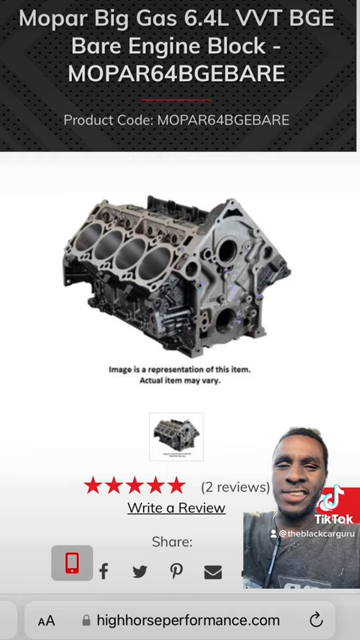 Mopar Big Gas 6.4L VVT BGE
Bare Engine Block -
MOPAR64BGEBARE
Product Code: MOPAR64BGEBARE
Image is a representation of this item.
Actual item may vary.
(2 reviews)
Write a Review
TikTok
@theblackcarguru
Share:
AA highhorseperformance.com